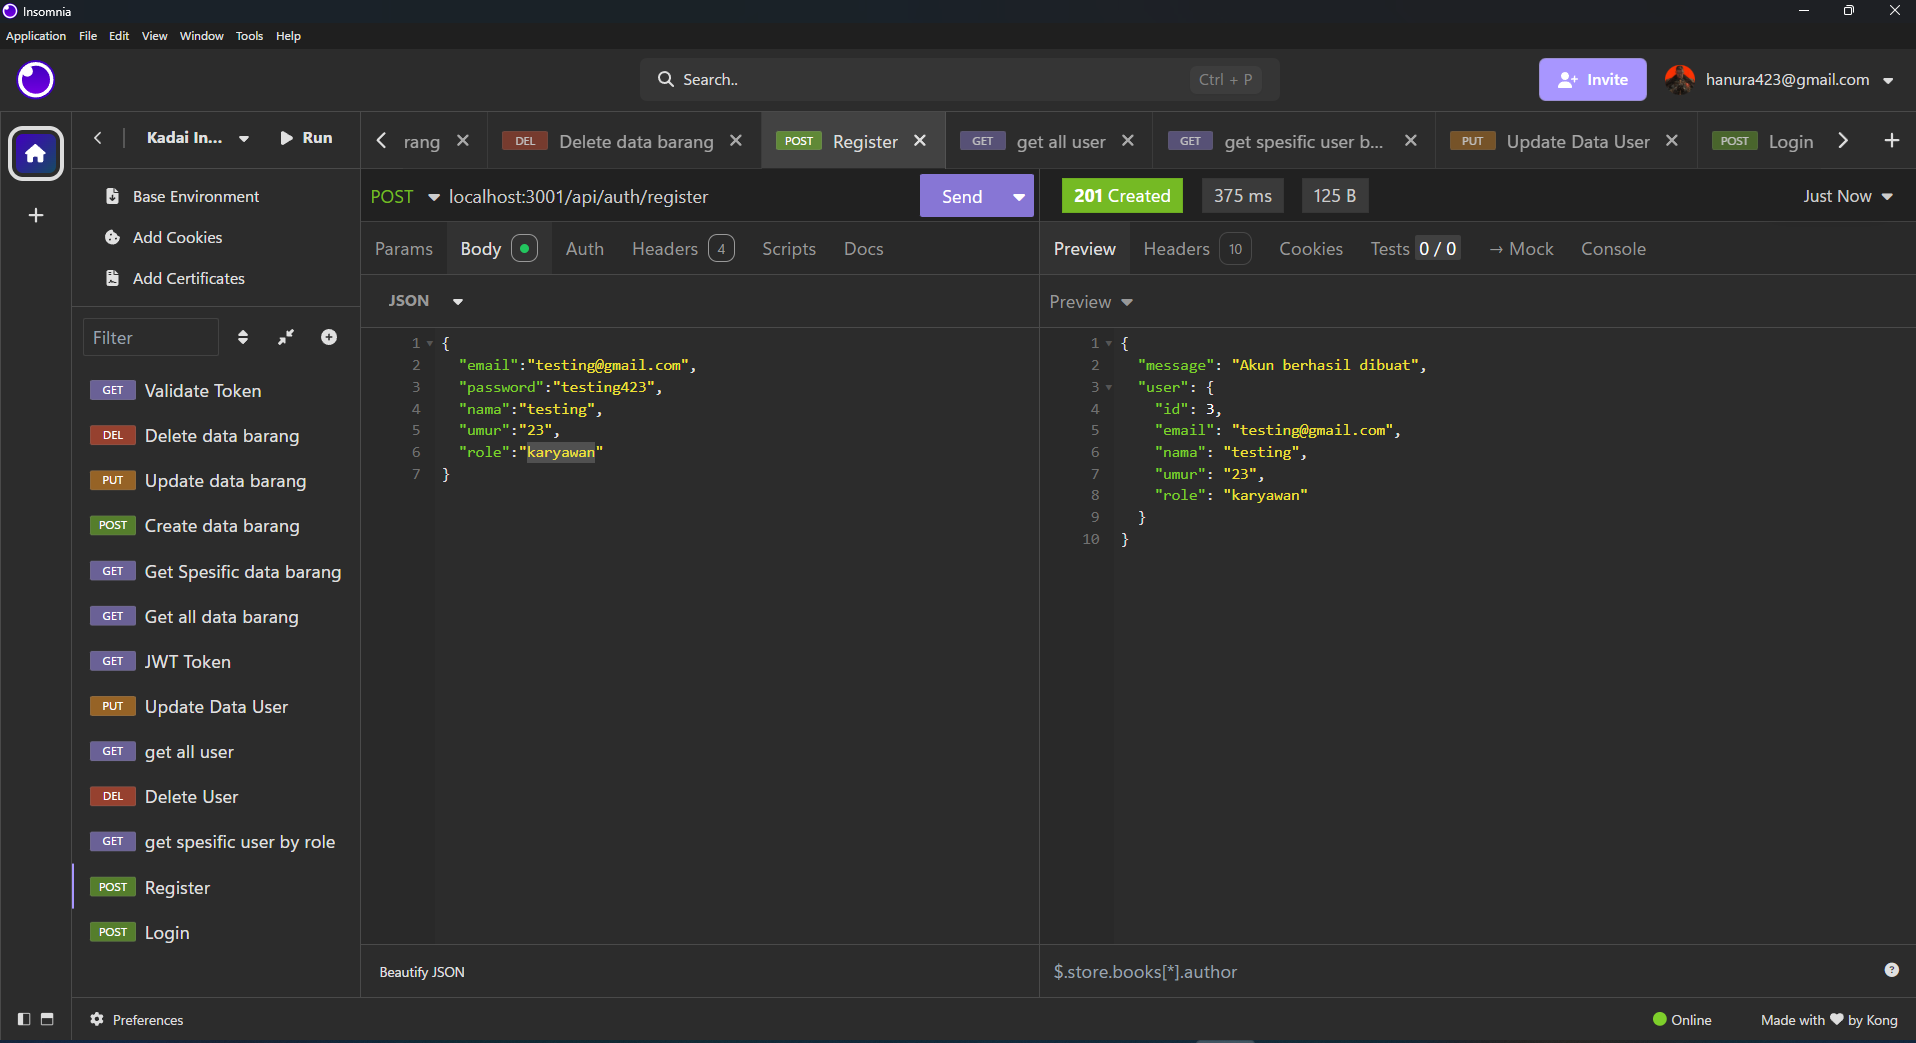 Insomnia
Application File Edit View Window Tools Help
Search.. Ctrl + P
Invite hanura423@gmail.com
Kadai In... Run
rang DEL Delete data barang POST Register GET get all user GET get spesific user b... PUT Update Data User POST Login
Base Environment
Add Cookies
Add Certificates
Filter
GET Validate Token
DEL Delete data barang
PUT Update data barang
POST Create data barang
GET Get Spesific data barang
GET Get all data barang
GET JWT Token
PUT Update Data User
GET get all user
DEL Delete User
GET get spesific user by role
POST Register
POST Login
POST localhost:3001/api/auth/register Send
Params Body Auth Headers 4 Scripts Docs
JSON
1 {
2 "email":"testing@gmail.com",
3 "password":"testing423",
4 "nama":"testing",
5 "umur":"23",
6 "role":"karyawan"
7 }
Beautify JSON
201 Created 375 ms 125 B Just Now
Preview Headers 10 Cookies Tests 0 / 0 → Mock Console
Preview
1 {
2 "message": "Akun berhasil dibuat",
3 "user": {
4 "id": 3,
5 "email": "testing@gmail.com",
6 "nama": "testing",
7 "umur": "23",
8 "role": "karyawan"
9 }
10 }
$.store.books[*].author
Preferences
Online Made with ♥ by Kong